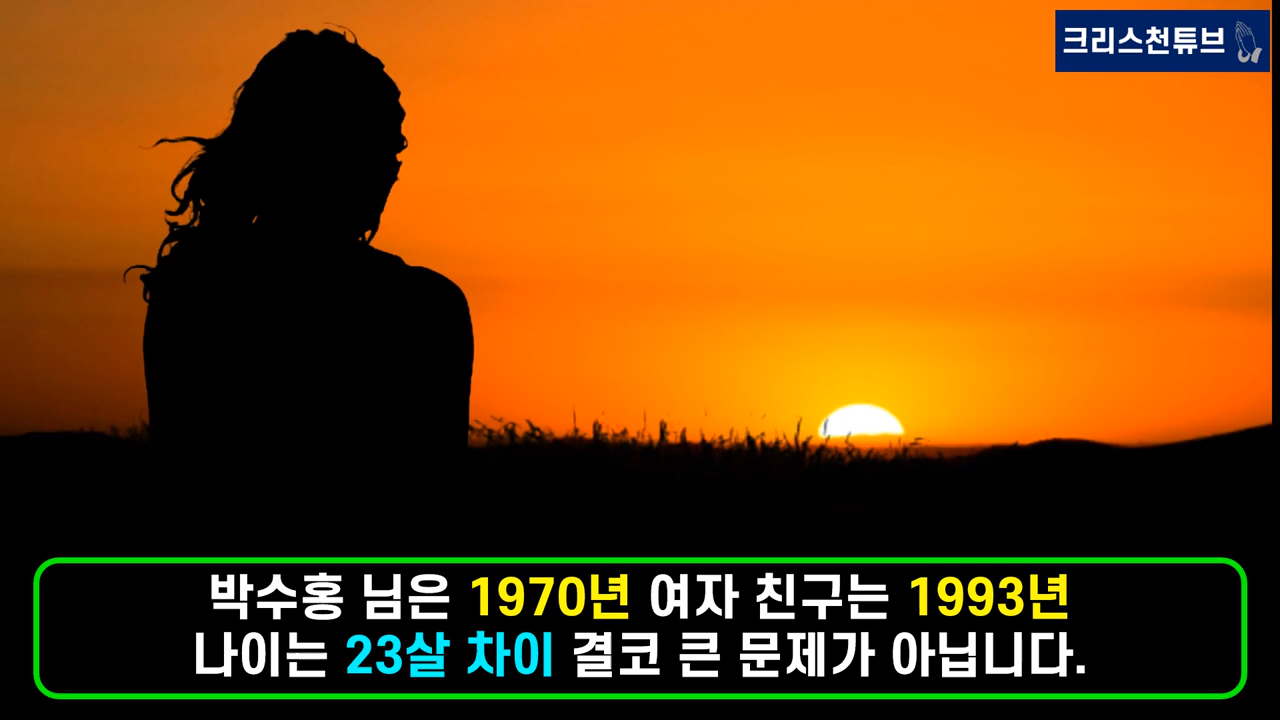 크리스천튜브
박수홍 님은 1970년 여자 친구는 1993년
나이는 23살 차이 결코 큰 문제가 아닙니다.